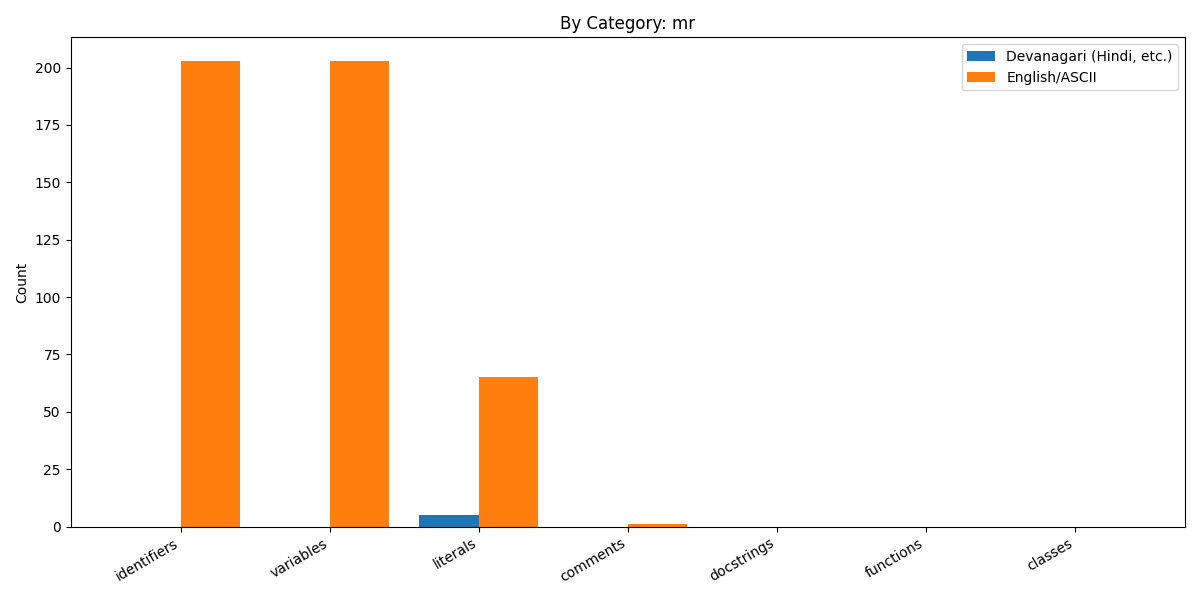 By Category: mr
Devanagari (Hindi, etc.)
English/ASCII
Count
200
175
150
125
100
75
50
25
0
identifiers
variables
literals
comments
docstrings
functions
classes